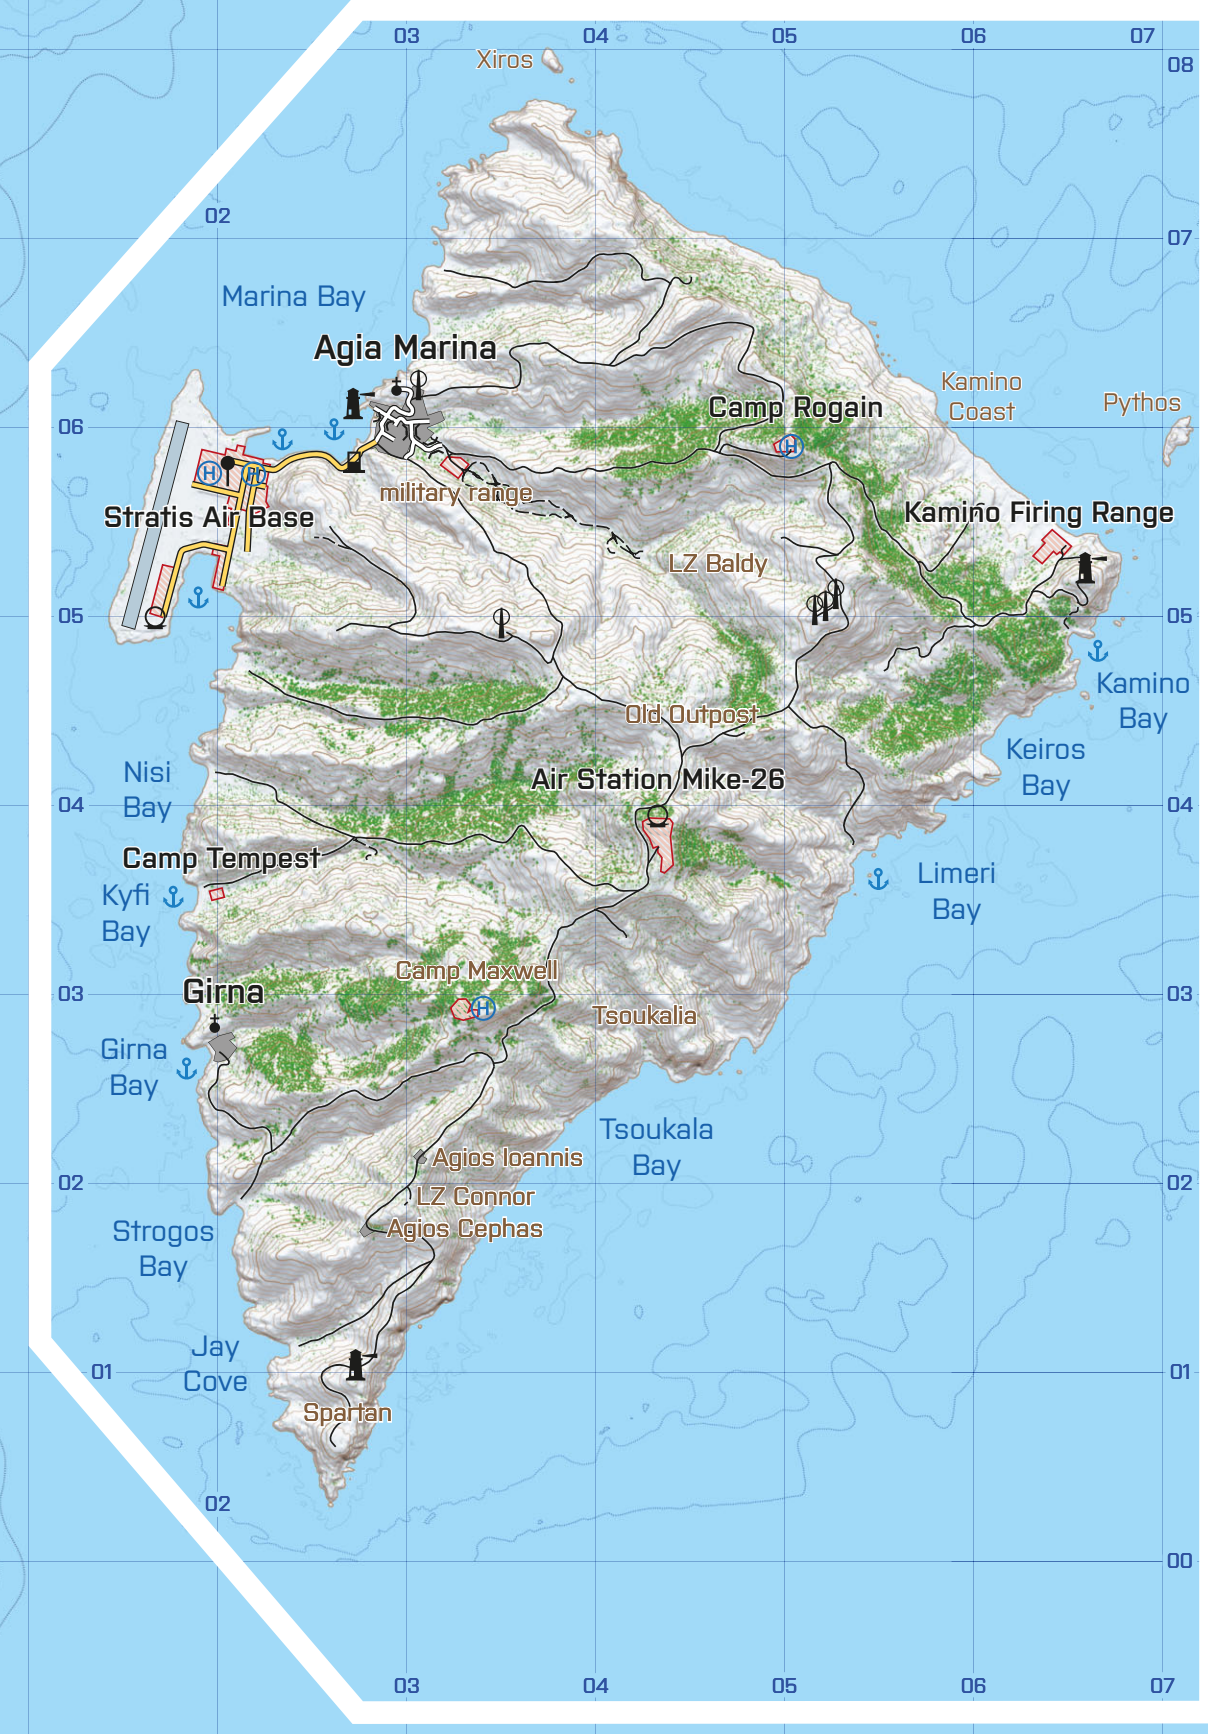 03 04 05 06 07
Xiros
08
02
07
Marina Bay
Agia Marina
Kamino
Coast
Pythos
Camp Rogain
06
H
H H
military range
Stratis Air Base
Kamino Firing Range
LZ Baldy
05
05
Kamino
Bay
Old Outpost
Keiros
Bay
Nisi
Bay
Air Station Mike-26
04
04
Camp Tempest
Limeri
Bay
Kyfi
Bay
Camp Maxwell
Girna
03
03
H
Tsoukalia
Girna
Bay
Tsoukala
Bay
Agios Ioannis
02
02
LZ Connor
Agios Cephas
Strogos
Bay
Jay
Cove
01
01
Spartan
02
00
03 04 05 06 07